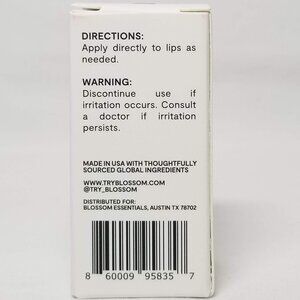 DIRECTIONS:
Apply directly to lips as
needed.
WARNING:
Discontinue use if
irritation occurs. Consult
a doctor if irritation
persists.
MADE IN USA WITH THOUGHTFULLY
SOURCED GLOBAL INGREDIENTS
WWW.TRYBLOSSOM.COM
@TRY_BLOSSOM
DISTRIBUTED FOR:
BLOSSOM ESSENTIALS, AUSTIN TX 78702
8 60009 95835 7